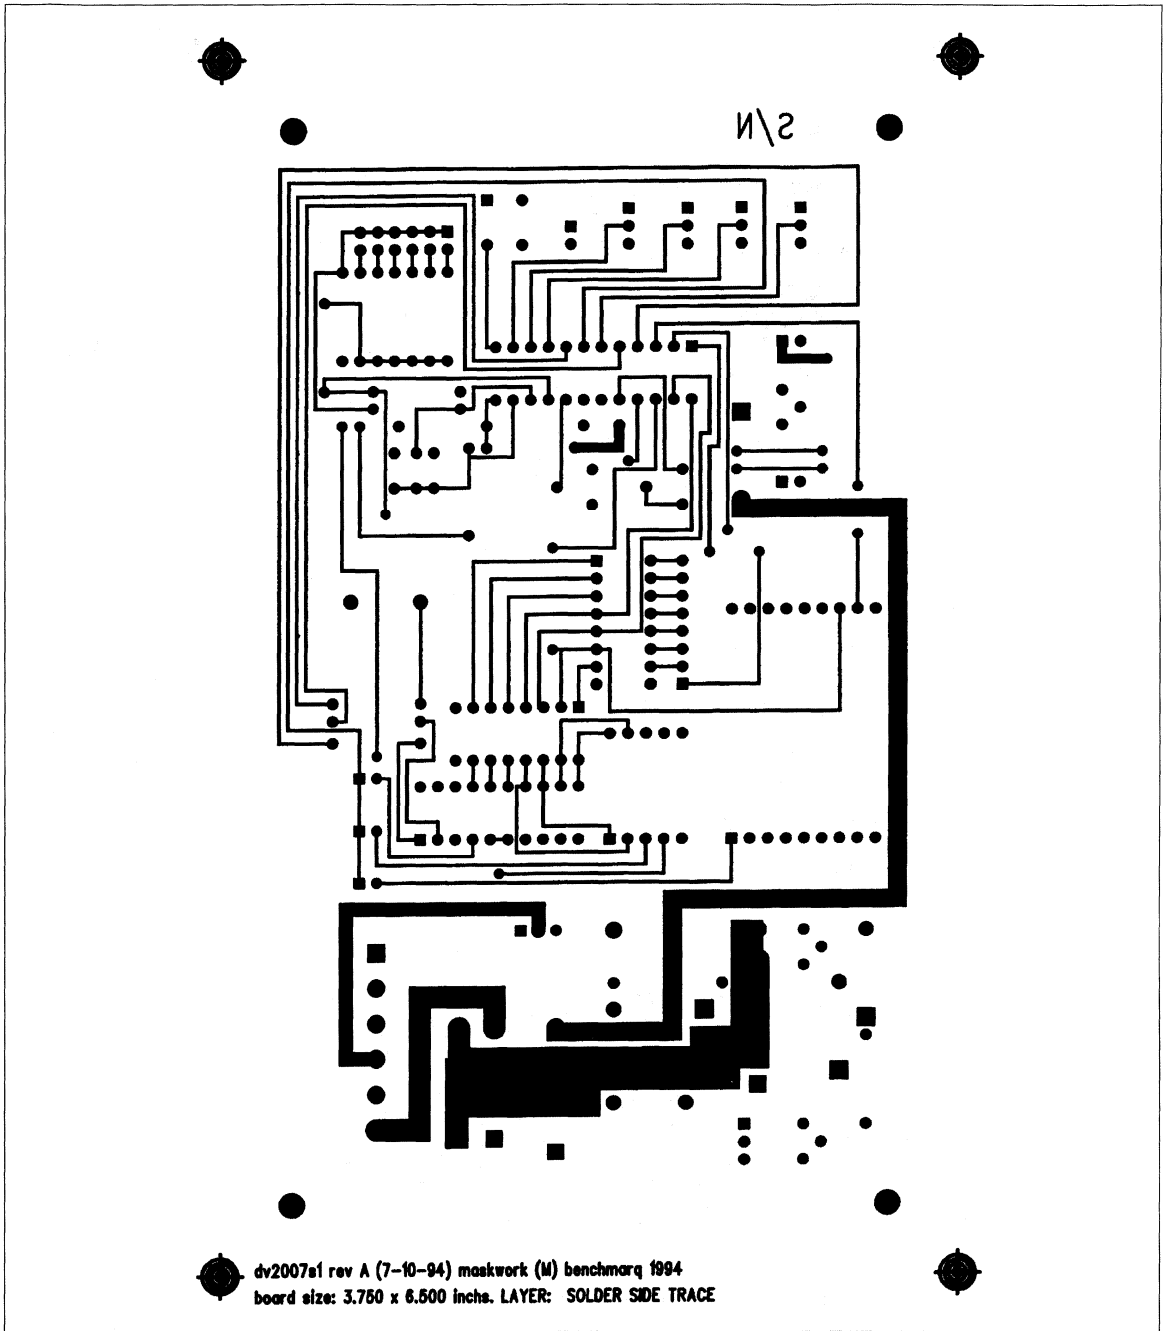 S/N
dv2007s1 rev A (7-10-94) maskwork (M) benchmarq 1994
board size: 3.750 x 6.500 inchs. LAYER: SOLDER SIDE TRACE